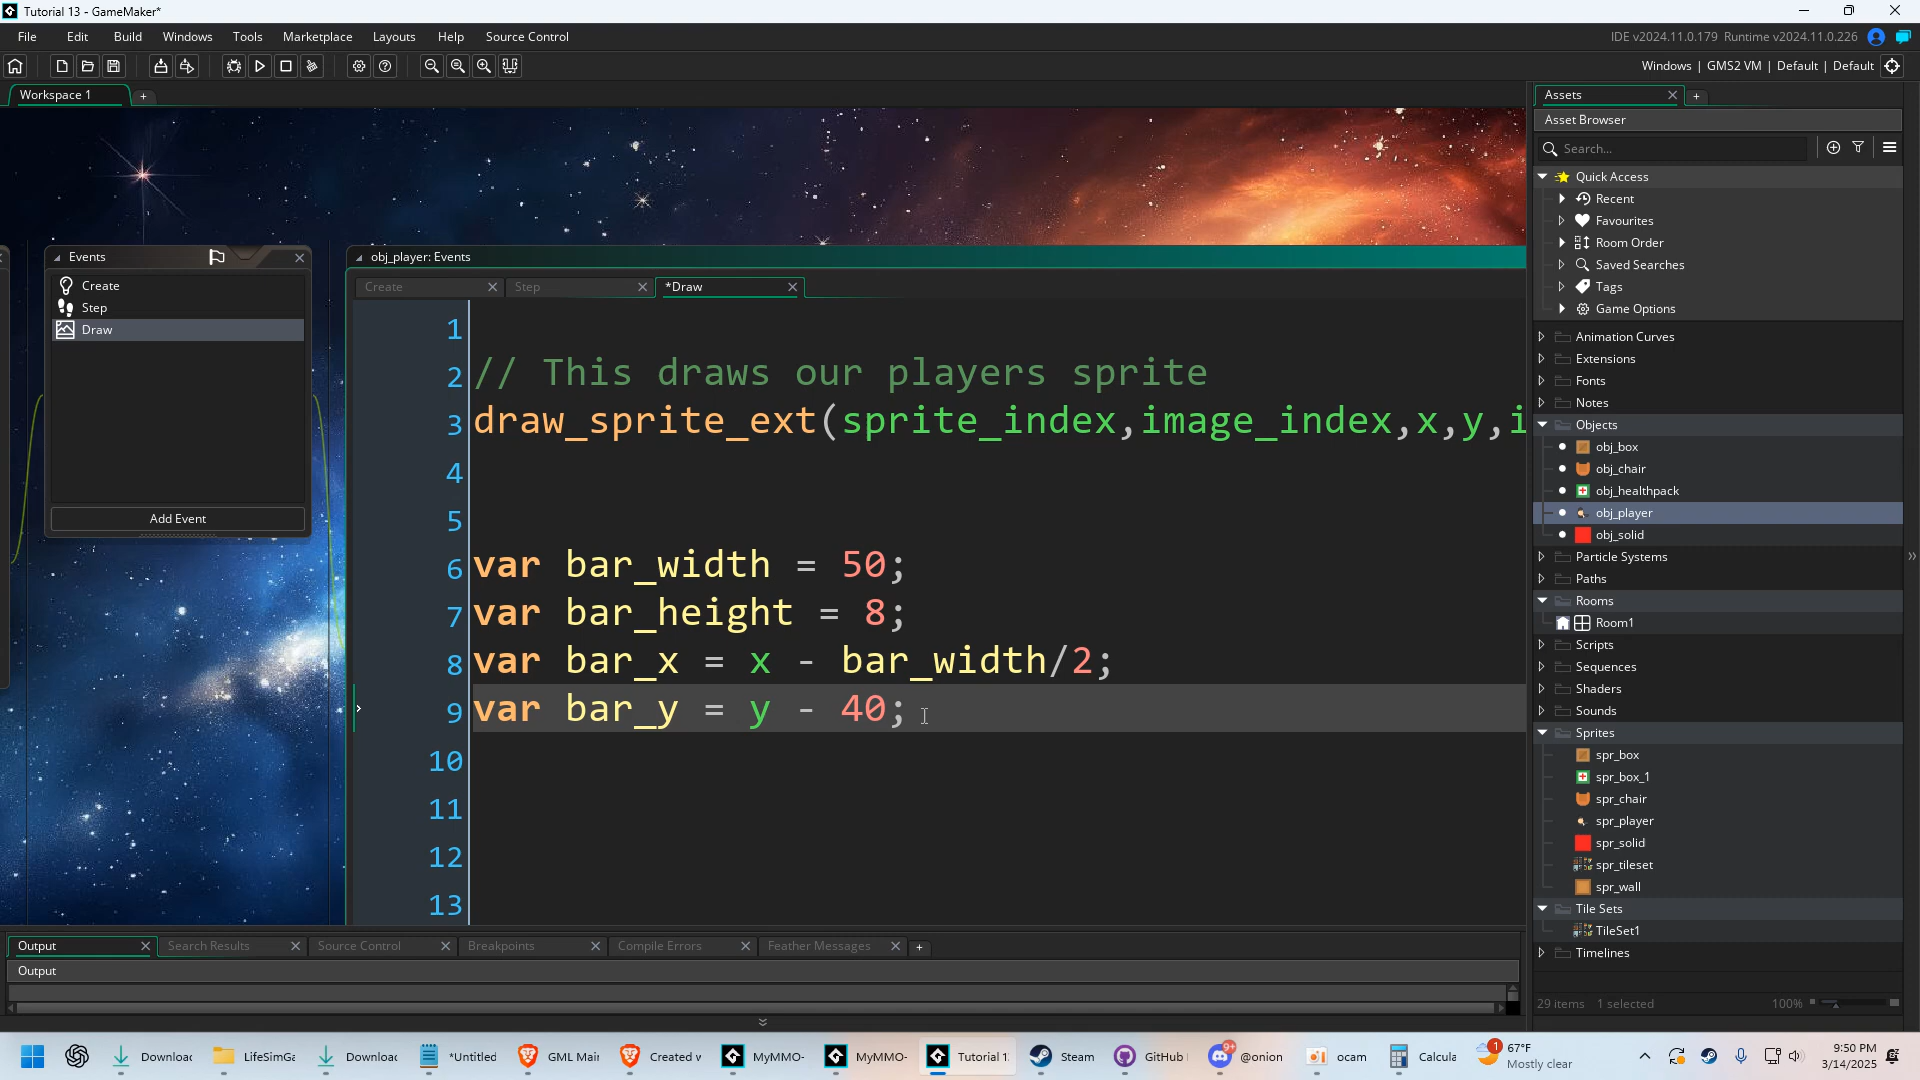 Tutorial 13 - GameMaker*
File Edit Build Windows Tools Marketplace Layouts Help Source Control
IDE v2024.11.0.179 Runtime v2024.11.0.226
Windows | GMS2 VM | Default | Default
Workspace 1
Assets
Asset Browser
Search...
Quick Access
Recent
Favourites
Room Order
Saved Searches
Tags
Game Options
Animation Curves
Extensions
Fonts
Notes
Objects
obj_box
obj_chair
obj_healthpack
obj_player
obj_solid
Particle Systems
Paths
Rooms
Room1
Scripts
Sequences
Shaders
Sounds
Sprites
spr_box
spr_box_1
spr_chair
spr_player
spr_solid
spr_tileset
spr_wall
Tile Sets
TileSet1
Timelines
29 items 1 selected 100%
Events
Create
Step
Draw
Add Event
obj_player: Events
Create Step *Draw
1
2 // This draws our players sprite
3 draw_sprite_ext(sprite_index,image_index,x,y,i
4
5
6 var bar_width = 50;
7 var bar_height = 8;
8 var bar_x = x - bar_width/2;
9 var bar_y = y - 40;
10
11
12
13
Output Search Results Source Control Breakpoints Compile Errors Feather Messages
Output
Downloac LifeSimGa Downloac *Untitled GML Mair Created w MyMMO- MyMMO- Tutorial 1 Steam GitHub @onion ocam Calcula
9+
1
67°F
Mostly clear
9:50 PM
3/14/2025